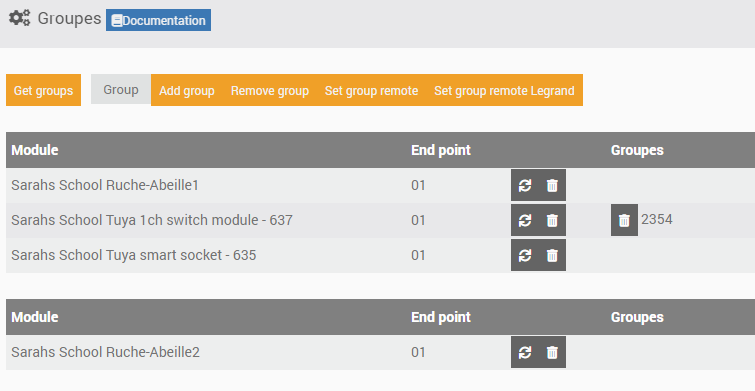 Groupes Documentation
Get groups Group Add group Remove group Set group remote Set group remote Legrand
Module End point Groupes
Sarahs School Ruche-Abeille1 01
Sarahs School Tuya 1ch switch module - 637 01 2354
Sarahs School Tuya smart socket - 635 01
Module End point Groupes
Sarahs School Ruche-Abeille2 01